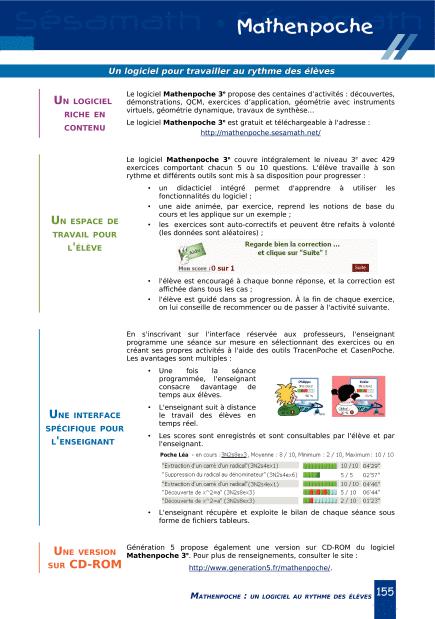 Mathenpoche
Un logiciel pour travailler au rythme des élèves
UN LOGICIEL
RICHE EN
CONTENU
Le logiciel Mathenpoche 3e propose des centaines d'activités : découvertes,
démonstrations, QCM, exercices d'application, géométrie avec instruments
virtuels, géométrie dynamique, travaux de synthèse...
Le logiciel Mathenpoche 3e est gratuit et téléchargeable à l'adresse :
http://mathenpoche.sesamath.net/
UN ESPACE DE
TRAVAIL POUR
L'ÉLÈVE
Le logiciel Mathenpoche 3e couvre intégralement le niveau 3e avec 429
exercices comportant chacun 5 ou 10 questions. L'élève travaille à son
rythme et différents outils sont mis à sa disposition pour progresser :
• un didacticiel intégré permet d'apprendre à utiliser les
fonctionnalités du logiciel ;
• une aide animée, par exercice, reprend les notions de base du
cours et les applique sur un exemple ;
• les exercices sont auto-correctifs et peuvent être refaits à volonté
(les données sont aléatoires) ;
Aide
Regarde bien la correction ...
et clique sur "Suite" !
Mon score : 0 sur 1
Suite
• l'élève est encouragé à chaque bonne réponse, et la correction est
affichée dans tous les cas ;
• l'élève est guidé dans sa progression. À la fin de chaque exercice,
on lui conseille de recommencer ou de passer à l'activité suivante.
UNE INTERFACE
SPÉCIFIQUE POUR
L'ENSEIGNANT
En s'inscrivant sur l'interface réservée aux professeurs, l'enseignant
programme une séance sur mesure en sélectionnant des exercices ou en
créant ses propres activités à l'aide des outils TracenPoche et CasenPoche.
Les avantages sont multiples :
• Une fois la séance
programmée, l'enseignant
consacre davantage de
temps aux élèves.
• L'enseignant suit à distance
le travail des élèves en
temps réel.
• Les scores sont enregistrés et sont consultables par l'élève et par
l'enseignant.
Poche Léa - en cours : 3N2s8ex3, Moyenne : 8 / 10, Minimum : 2 / 10, Maximum : 10 / 10
"Extraction d'un carré d'un radical"(3N2s4ex1) 10 / 10 04'29"
"Suppression du radical au denominateur"(3N2s6ex3) 5 / 5 02'57"
"Extraction d'un carré d'un radical"(3N2s4ex1) 10 / 10 04'46"
"Découverte de x^2=a" (3N2s8ex3) 5 / 10 06'44"
"Découverte de x^2=a" (3N2s8ex3) 2 / 10 01'23"
• L'enseignant récupère et exploite le bilan de chaque séance sous
forme de fichiers tableurs.
UNE VERSION
SUR CD-ROM
Génération 5 propose également une version sur CD-ROM du logiciel
Mathenpoche 3e. Pour plus de renseignements, consulter le site :
http://www.generation5.fr/mathenpoche/.
MATHENPOCHE : UN LOGICIEL AU RYTHME DES ÉLÈVES
155